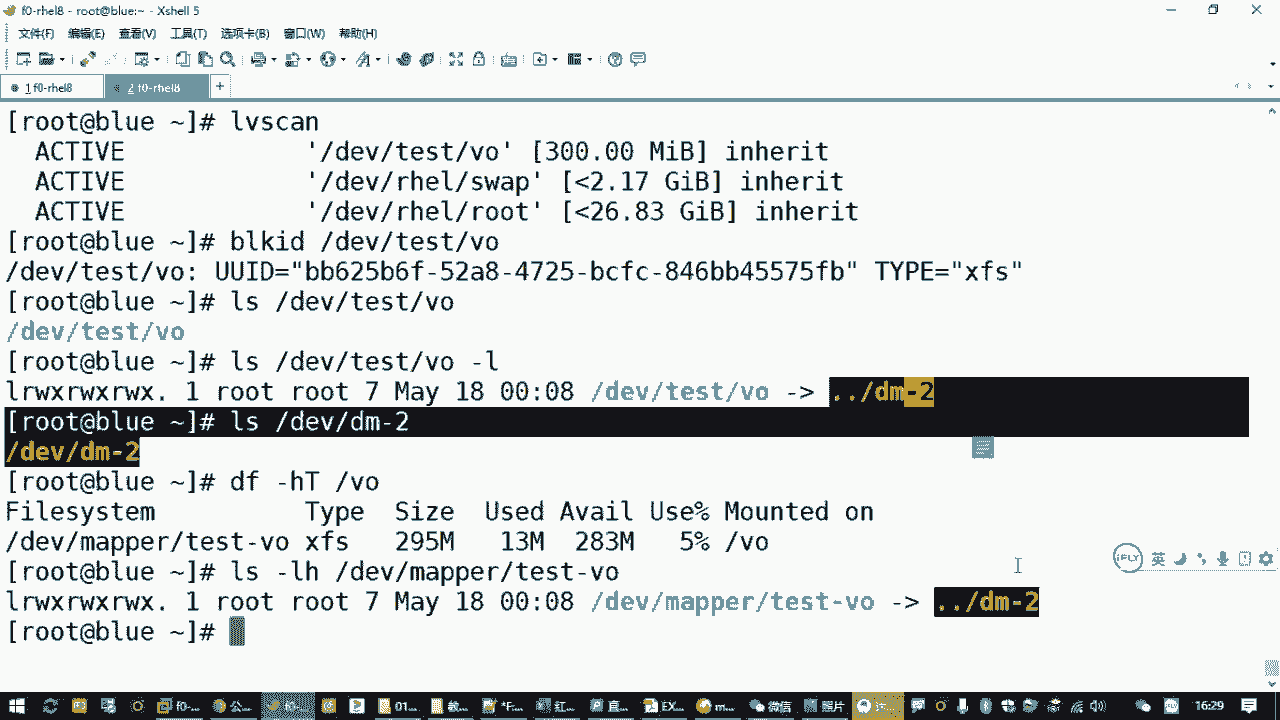 f0-rhel8 - root@blue:~ - Xshell 5
文件(F) 编辑(E) 查看(V) 工具(T) 选项卡(B) 窗口(W) 帮助(H)
1 f0-rhel8 2 f0-rhel8 +
[root@blue ~]# lvscan
ACTIVE '/dev/test/vo' [300.00 MiB] inherit
ACTIVE '/dev/rhel/swap' [<2.17 GiB] inherit
ACTIVE '/dev/rhel/root' [<26.83 GiB] inherit
[root@blue ~]# blkid /dev/test/vo
/dev/test/vo: UUID="bb625b6f-52a8-4725-bcfc-846bb45575fb" TYPE="xfs"
[root@blue ~]# ls /dev/test/vo
/dev/test/vo
[root@blue ~]# ls /dev/test/vo -l
lrwxrwxrwx. 1 root root 7 May 18 00:08 /dev/test/vo -> ../dm-2
[root@blue ~]# ls /dev/dm-2
/dev/dm-2
[root@blue ~]# df -hT /vo
Filesystem Type Size Used Avail Use% Mounted on
/dev/mapper/test-vo xfs 295M 13M 283M 5% /vo
[root@blue ~]# ls -lh /dev/mapper/test-vo
iFLY 英
lrwxrwxrwx. 1 root root 7 May 18 00:08 /dev/mapper/test-vo -> ../dm-2
[root@blue ~]#
f0-... 公... 01... 教... *F... 红... 直... EX... m... 微信 照片 16:29